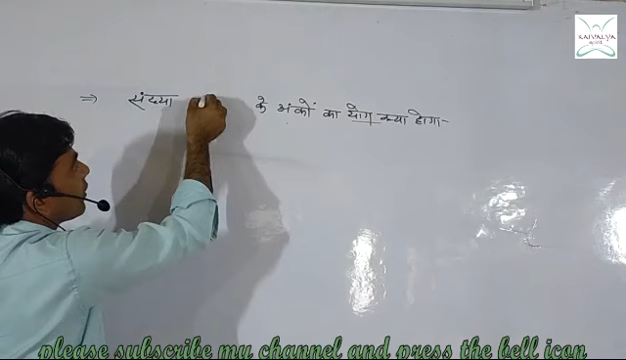 KAIVALYA
⇒ संख्या के अंकों का योग क्या होगा-
please subscribe my channel and press the bell icon